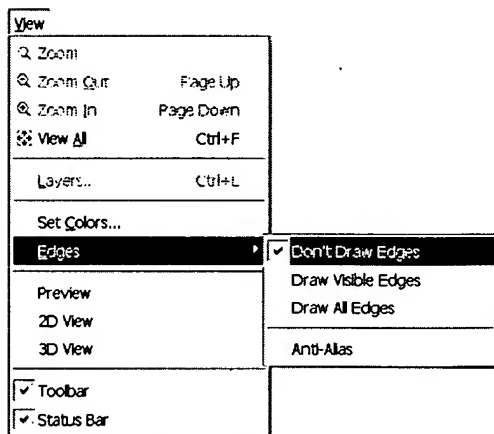 View
Zoom
Zoom Out Page Up
Zoom In Page Down
View All Ctrl+F
Layers... Ctrl+L
Set Colors...
Edges
Don't Draw Edges
Draw Visible Edges
Draw All Edges
Anti-Alias
Preview
2D View
3D View
Toolbar
Status Bar